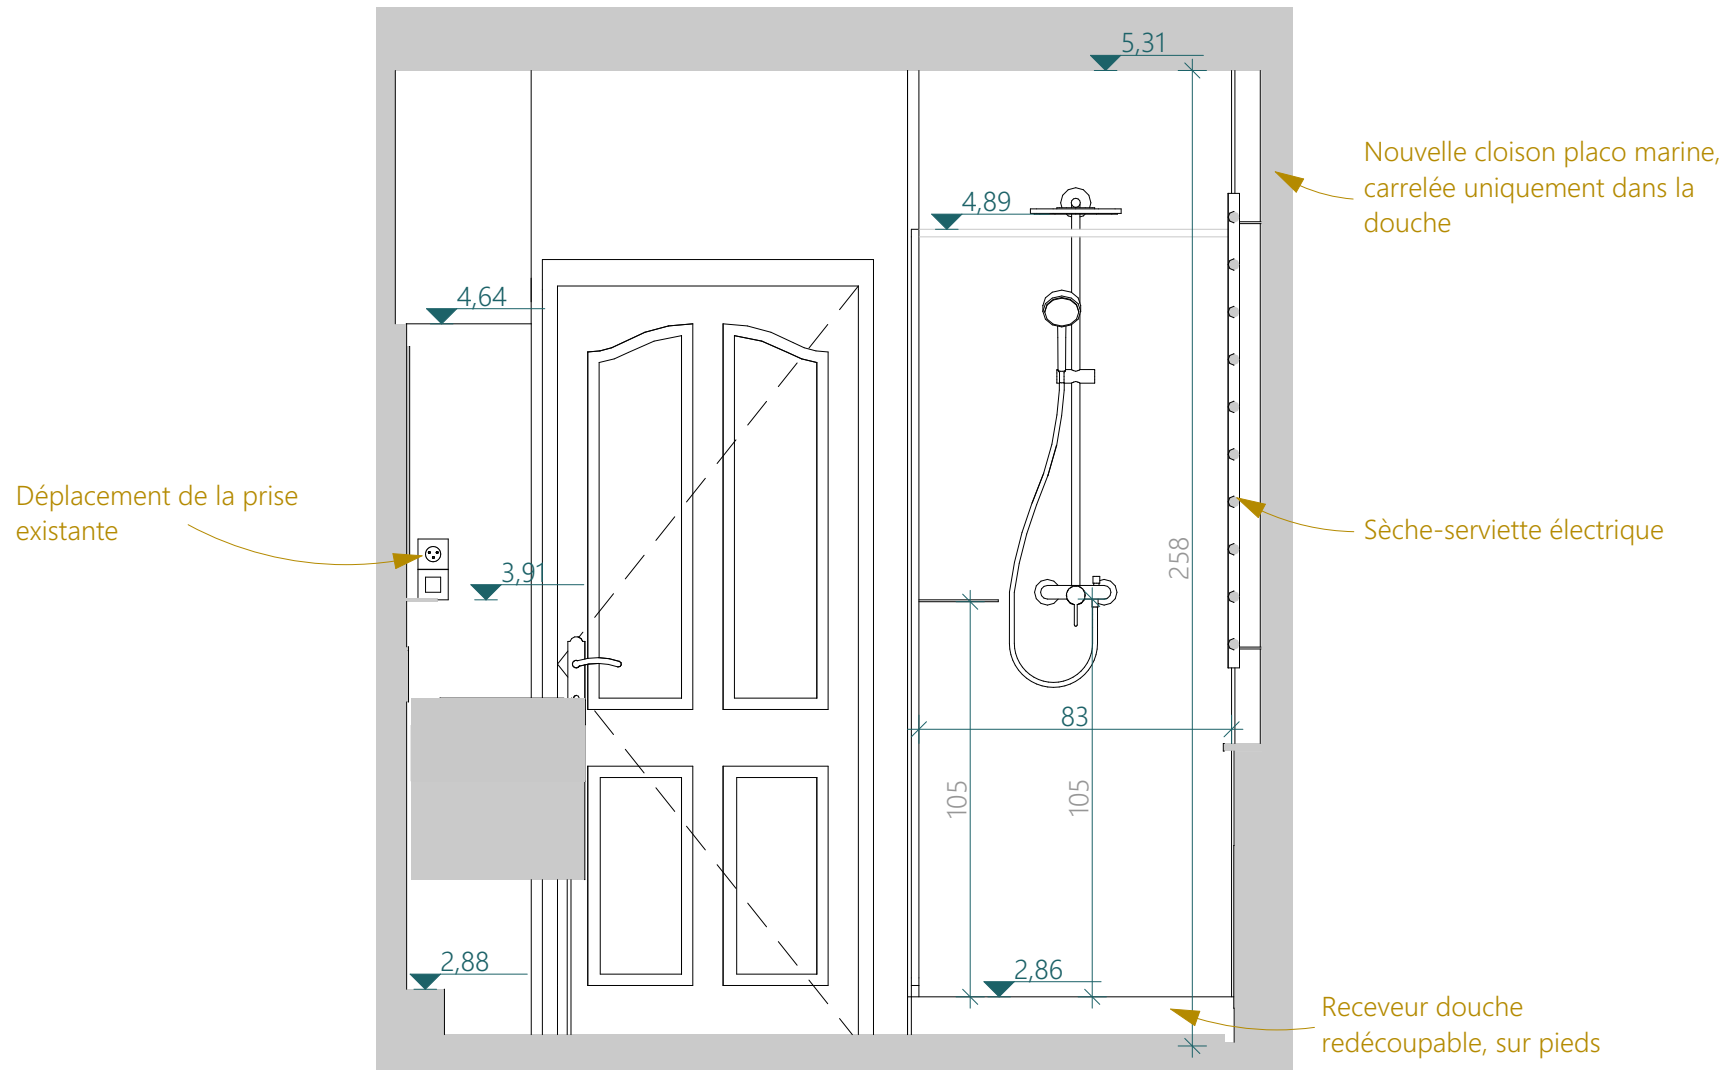 5,31
Nouvelle cloison placo marine,
carrelée uniquement dans la
douche
4,89
4,64
Déplacement de la prise
existante
3,91
258
Sèche-serviette électrique
83
105
105
2,88
2,86
Receveur douche
redécoupable, sur pieds